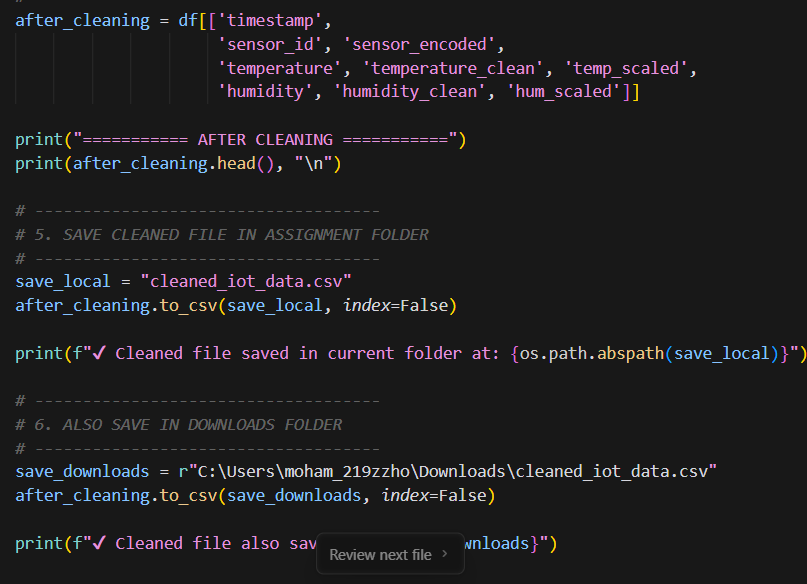 after_cleaning = df[['timestamp',
'sensor_id', 'sensor_encoded',
'temperature', 'temperature_clean', 'temp_scaled',
'humidity', 'humidity_clean', 'hum_scaled']]
print("=========== AFTER CLEANING ===========")
print(after_cleaning.head(), "\n")
# ------------------------------------
# 5. SAVE CLEANED FILE IN ASSIGNMENT FOLDER
# ------------------------------------
save_local = "cleaned_iot_data.csv"
after_cleaning.to_csv(save_local, index=False)
print(f"✓ Cleaned file saved in current folder at: {os.path.abspath(save_local)}")
# ------------------------------------
# 6. ALSO SAVE IN DOWNLOADS FOLDER
# ------------------------------------
save_downloads = r"C:\Users\moham_219zzho\Downloads\cleaned_iot_data.csv"
after_cleaning.to_csv(save_downloads, index=False)
print(f"✓ Cleaned file also sav wnloads}")
Review next file >